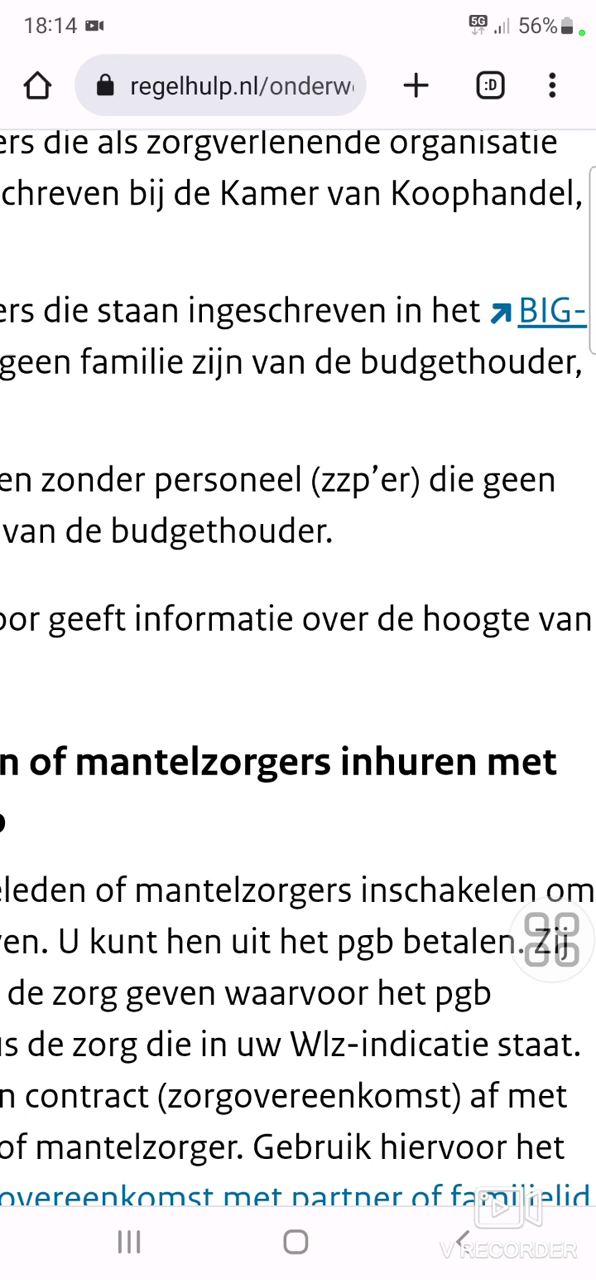 18:14
5G 56%
regelhulp.nl/onderw
:D
ers die als zorgverlenende organisatie
chreven bij de Kamer van Koophandel,
ers die staan ingeschreven in het BIG-
geen familie zijn van de budgethouder,
en zonder personeel (zzp’er) die geen
van de budgethouder.
oor geeft informatie over de hoogte van
n of mantelzorgers inhuren met
eleden of mantelzorgers inschakelen om
en. U kunt hen uit het pgb betalen. Zij
de zorg geven waarvoor het pgb
s de zorg die in uw Wlz-indicatie staat.
n contract (zorgovereenkomst) af met
of mantelzorger. Gebruik hiervoor het
overeenkomst met partner of familielid
V RECORDER